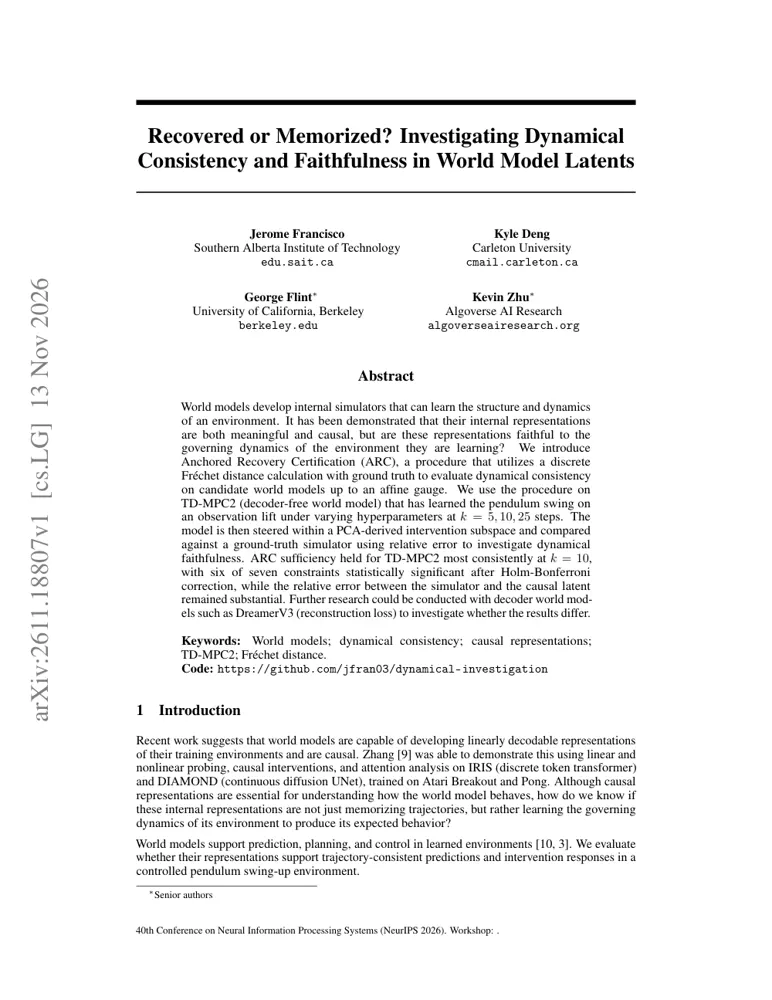 Recovered or Memorized? Investigating Dynamical
Consistency and Faithfulness in World Model Latents
Jerome Francisco
Southern Alberta Institute of Technology
edu.sait.ca
Kyle Deng
Carleton University
cmail.carleton.ca
George Flint*
University of California, Berkeley
berkeley.edu
Kevin Zhu*
Algoverse AI Research
algoverseairesearch.org
arXiv:2611.18807v1 [cs.LG] 13 Nov 2026
Abstract
World models develop internal simulators that can learn the structure and dynamics
of an environment. It has been demonstrated that their internal representations
are both meaningful and causal, but are these representations faithful to the
governing dynamics of the environment they are learning? We introduce
Anchored Recovery Certification (ARC), a procedure that utilizes a discrete
Fréchet distance calculation with ground truth to evaluate dynamical consistency
on candidate world models up to an affine gauge. We use the procedure on
TD-MPC2 (decoder-free world model) that has learned the pendulum swing on
an observation lift under varying hyperparameters at k = 5, 10, 25 steps. The
model is then steered within a PCA-derived intervention subspace and compared
against a ground-truth simulator using relative error to investigate dynamical
faithfulness. ARC sufficiency held for TD-MPC2 most consistently at k = 10,
with six of seven constraints statistically significant after Holm-Bonferroni
correction, while the relative error between the simulator and the causal latent
remained substantial. Further research could be conducted with decoder world mod-
els such as DreamerV3 (reconstruction loss) to investigate whether the results differ.
Keywords: World models; dynamical consistency; causal representations;
TD-MPC2; Fréchet distance.
Code: https://github.com/jfran03/dynamical-investigation
1 Introduction
Recent work suggests that world models are capable of developing linearly decodable representations
of their training environments and are causal. Zhang [9] was able to demonstrate this using linear and
nonlinear probing, causal interventions, and attention analysis on IRIS (discrete token transformer)
and DIAMOND (continuous diffusion UNet), trained on Atari Breakout and Pong. Although causal
representations are essential for understanding how the world model behaves, how do we know if
these internal representations are not just memorizing trajectories, but rather learning the governing
dynamics of its environment to produce its expected behavior?
World models support prediction, planning, and control in learned environments [10, 3]. We evaluate
whether their representations support trajectory-consistent predictions and intervention responses in a
controlled pendulum swing-up environment.
*Senior authors
40th Conference on Neural Information Processing Systems (NeurIPS 2026). Workshop: .